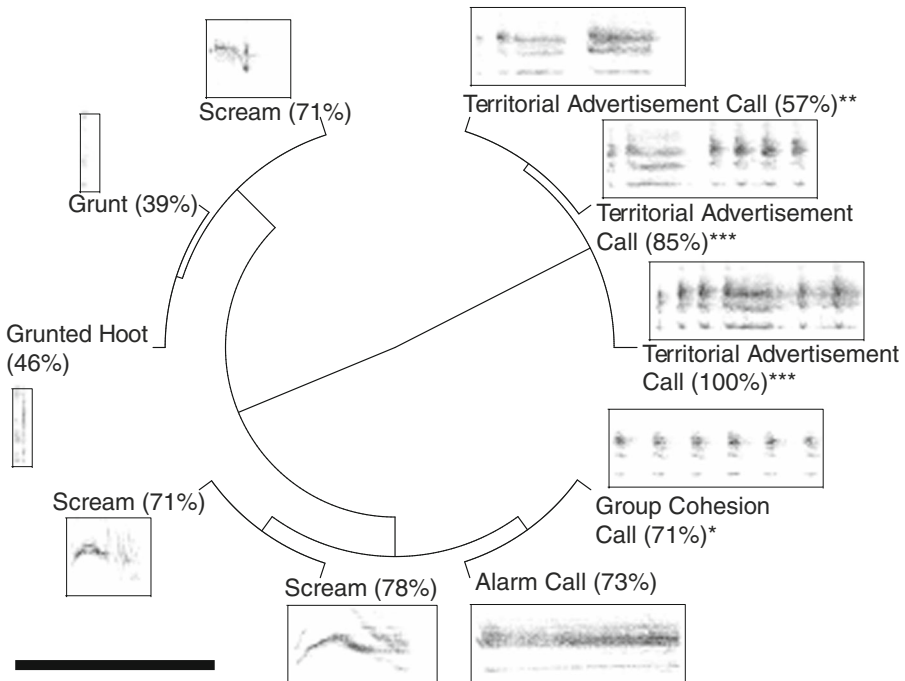 Scream (71%)
Territorial Advertisement Call (57%)**
Grunt (39%)
Territorial Advertisement
Call (85%)***
Grunted Hoot
(46%)
Territorial Advertisement
Call (100%)***
Scream (71%)
Group Cohesion
Call (71%)*
Scream (78%)
Alarm Call (73%)